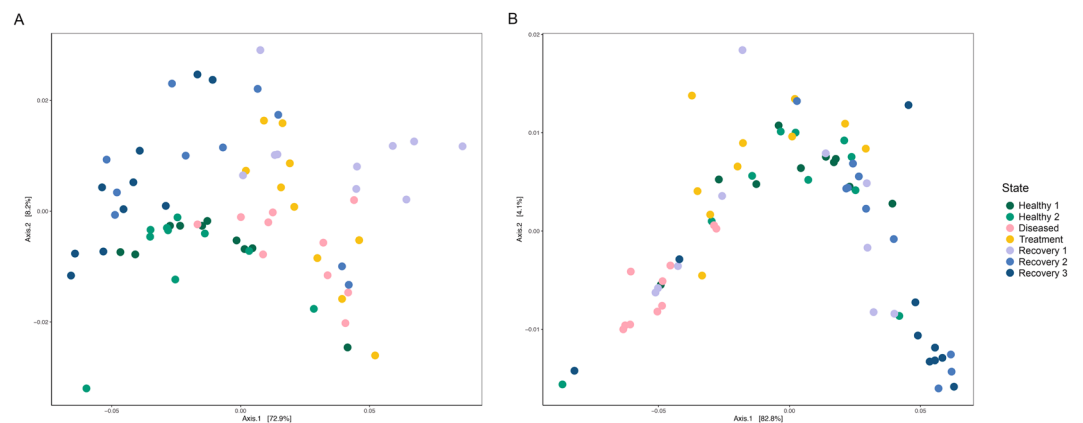 A
B
0.02
0.00
−0.02
Axis.2 [8.2%]
−0.05
0.00
0.05
Axis.1 [72.9%]
0.02
0.01
0.00
−0.01
Axis.2 [4.1%]
−0.05
0.00
0.05
Axis.1 [82.8%]
State
Healthy 1
Healthy 2
Diseased
Treatment
Recovery 1
Recovery 2
Recovery 3